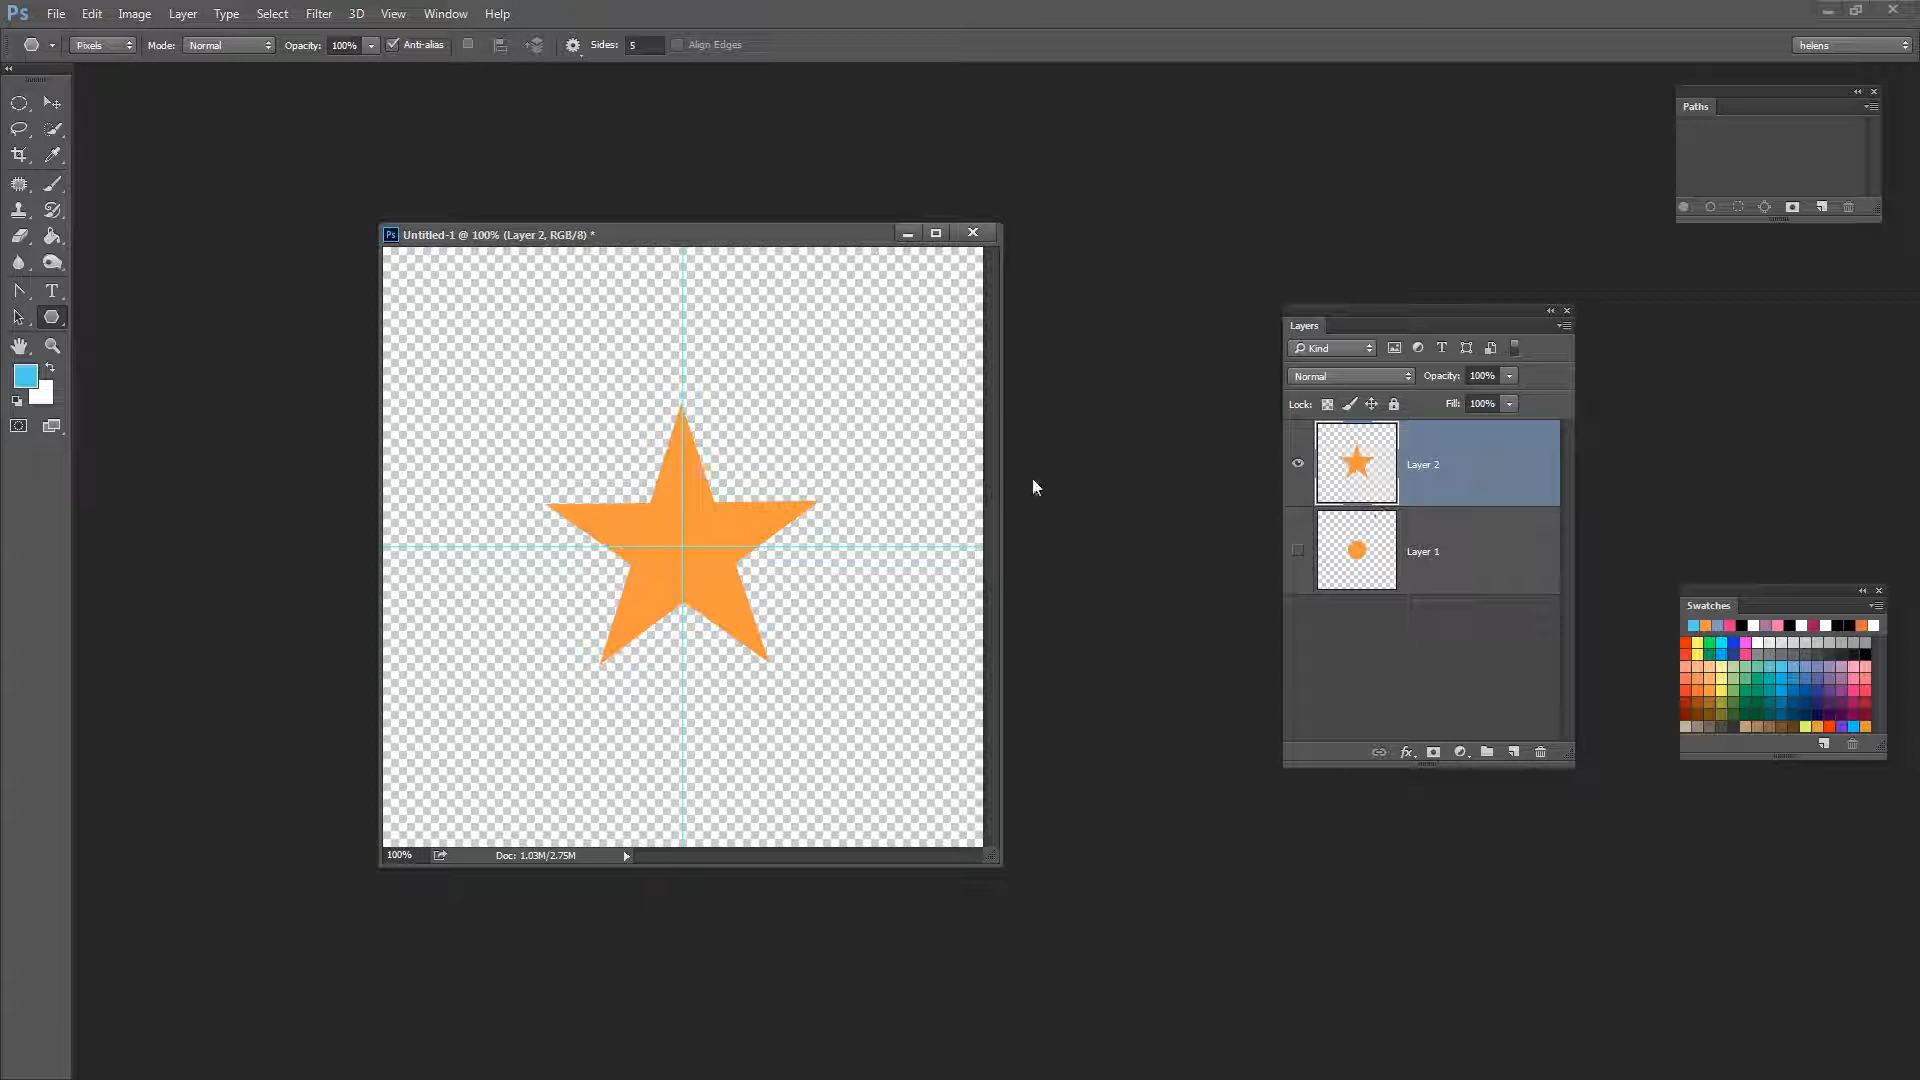 Ps File Edit Image Layer Type Select Filter 3D View Window Help
Pixels Mode: Normal Opacity: 100% Anti-alias Sides: 5 Align Edges helens
Paths
Ps Untitled-1 @ 100% (Layer 2, RGB/8) *
Layers
Kind T
Normal Opacity: 100%
Lock: Fill: 100%
Layer 2
Layer 1
Swatches
fx
100% Doc: 1.03M/2.75M